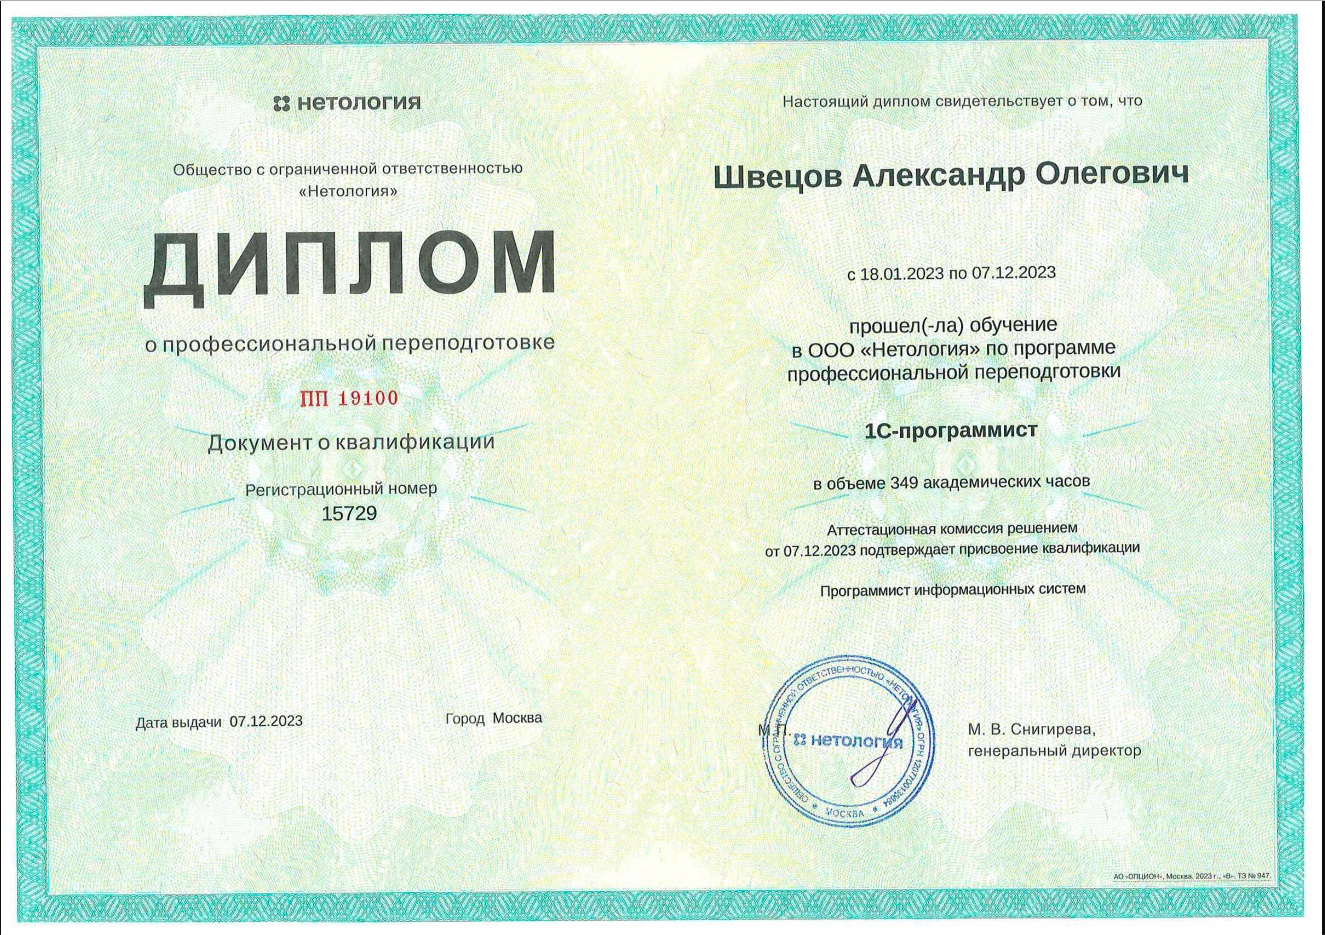 нетология
Общество с ограниченной ответственностью
«Нетология»
ДИПЛОМ
о профессиональной переподготовке
ПП 19100
Документ о квалификации
Регистрационный номер
15729
Дата выдачи 07.12.2023
Город Москва
Настоящий диплом свидетельствует о том, что
Швецов Александр Олегович
с 18.01.2023 по 07.12.2023
прошел(-ла) обучение
в ООО «Нетология» по программе
профессиональной переподготовки
1С-программист
в объеме 349 академических часов
Аттестационная комиссия решением
от 07.12.2023 подтверждает присвоение квалификации
Программист информационных систем
М.П.
ОБЩЕСТВО С ОГРАНИЧЕННОЙ ОТВЕТСТВЕННОСТЬЮ «НЕТОЛОГИЯ» ОГРН
нетология
МОСКВА
М. В. Снигирева,
генеральный директор
АО «ОПЦИОН», Москва, 2023 г., «В». ТЗ № 947.